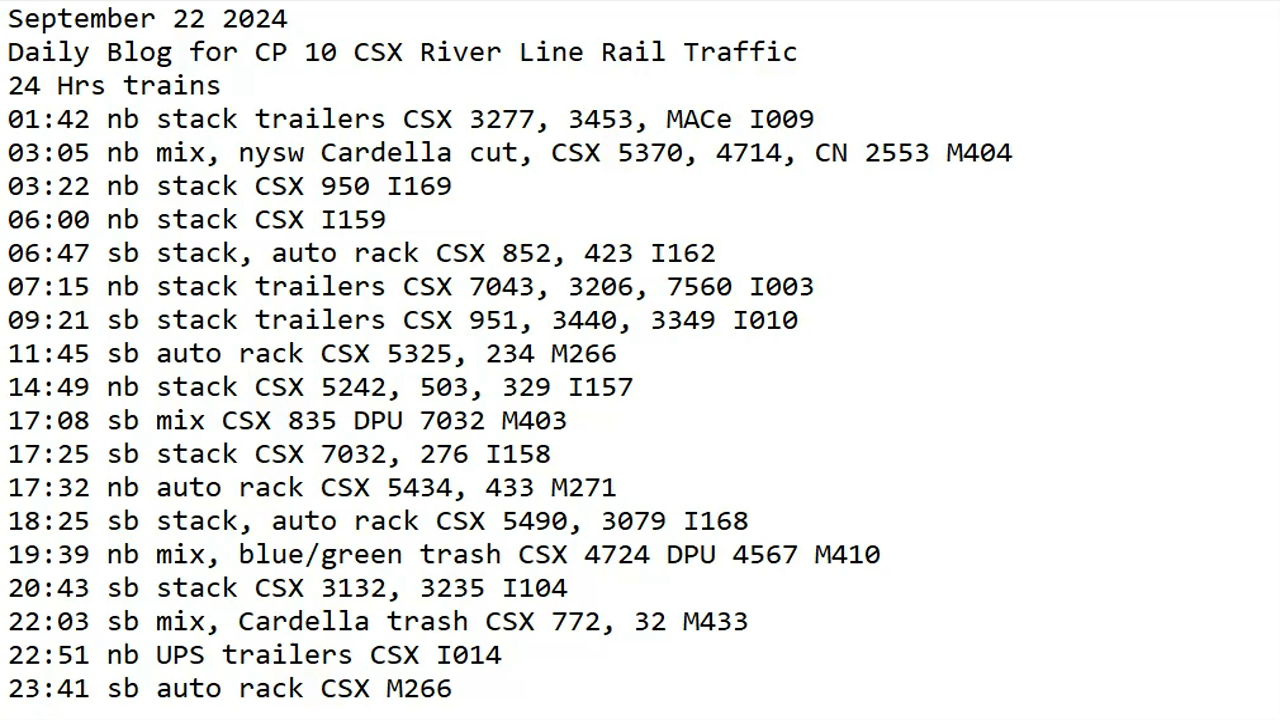 September 22 2024
Daily Blog for CP 10 CSX River Line Rail Traffic
24 Hrs trains
01:42 nb stack trailers CSX 3277, 3453, MACe I009
03:05 nb mix, nysw Cardella cut, CSX 5370, 4714, CN 2553 M404
03:22 nb stack CSX 950 I169
06:00 nb stack CSX I159
06:47 sb stack, auto rack CSX 852, 423 I162
07:15 nb stack trailers CSX 7043, 3206, 7560 I003
09:21 sb stack trailers CSX 951, 3440, 3349 I010
11:45 sb auto rack CSX 5325, 234 M266
14:49 nb stack CSX 5242, 503, 329 I157
17:08 sb mix CSX 835 DPU 7032 M403
17:25 sb stack CSX 7032, 276 I158
17:32 nb auto rack CSX 5434, 433 M271
18:25 sb stack, auto rack CSX 5490, 3079 I168
19:39 nb mix, blue/green trash CSX 4724 DPU 4567 M410
20:43 sb stack CSX 3132, 3235 I104
22:03 sb mix, Cardella trash CSX 772, 32 M433
22:51 nb UPS trailers CSX I014
23:41 sb auto rack CSX M266